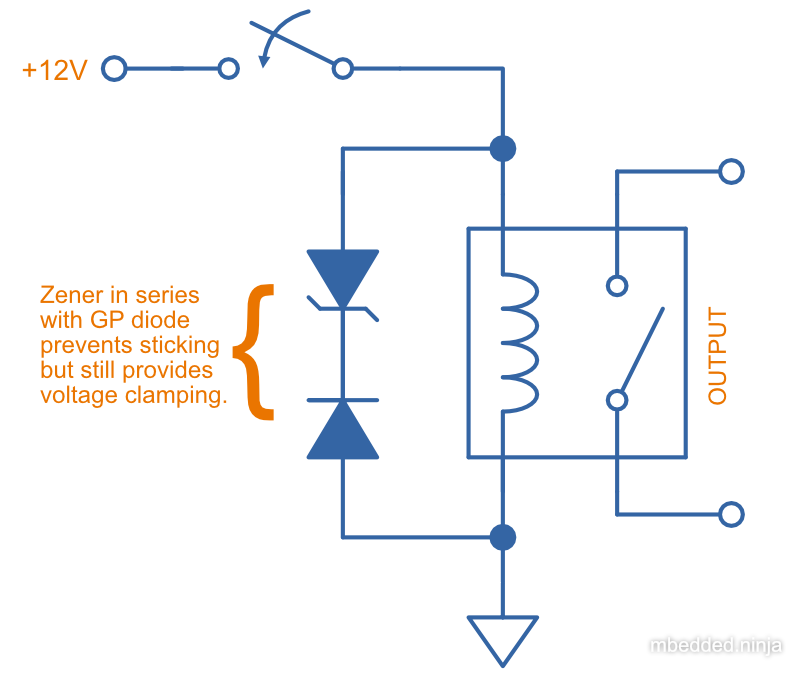 +12V
Zener in series
with GP diode
prevents sticking
but still provides
voltage clamping.
OUTPUT
mbedded.ninja